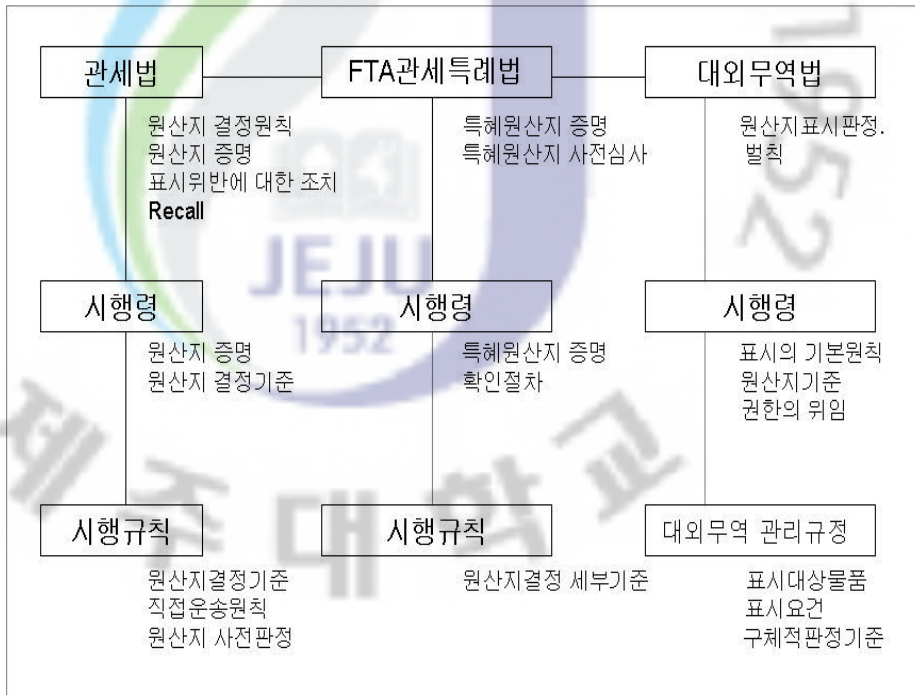 관세법
FTA관세특례법
대외무역법
원산지 결정원칙
원산지 증명
표시위반에 대한 조치
Recall
특혜원산지 증명
특혜원산지 사전심사
원산지표시판정.
벌칙
시행령
시행령
시행령
원산지 증명
원산지 결정기준
특혜원산지 증명
확인절차
표시의 기본원칙
원산지기준
권한의 위임
시행규칙
시행규칙
대외무역 관리규정
원산지결정기준
직접운송원칙
원산지 사전판정
원산지결정 세부기준
표시대상물품
표시요건
구체적판정기준
JEJU
1952
제주대학교
1952